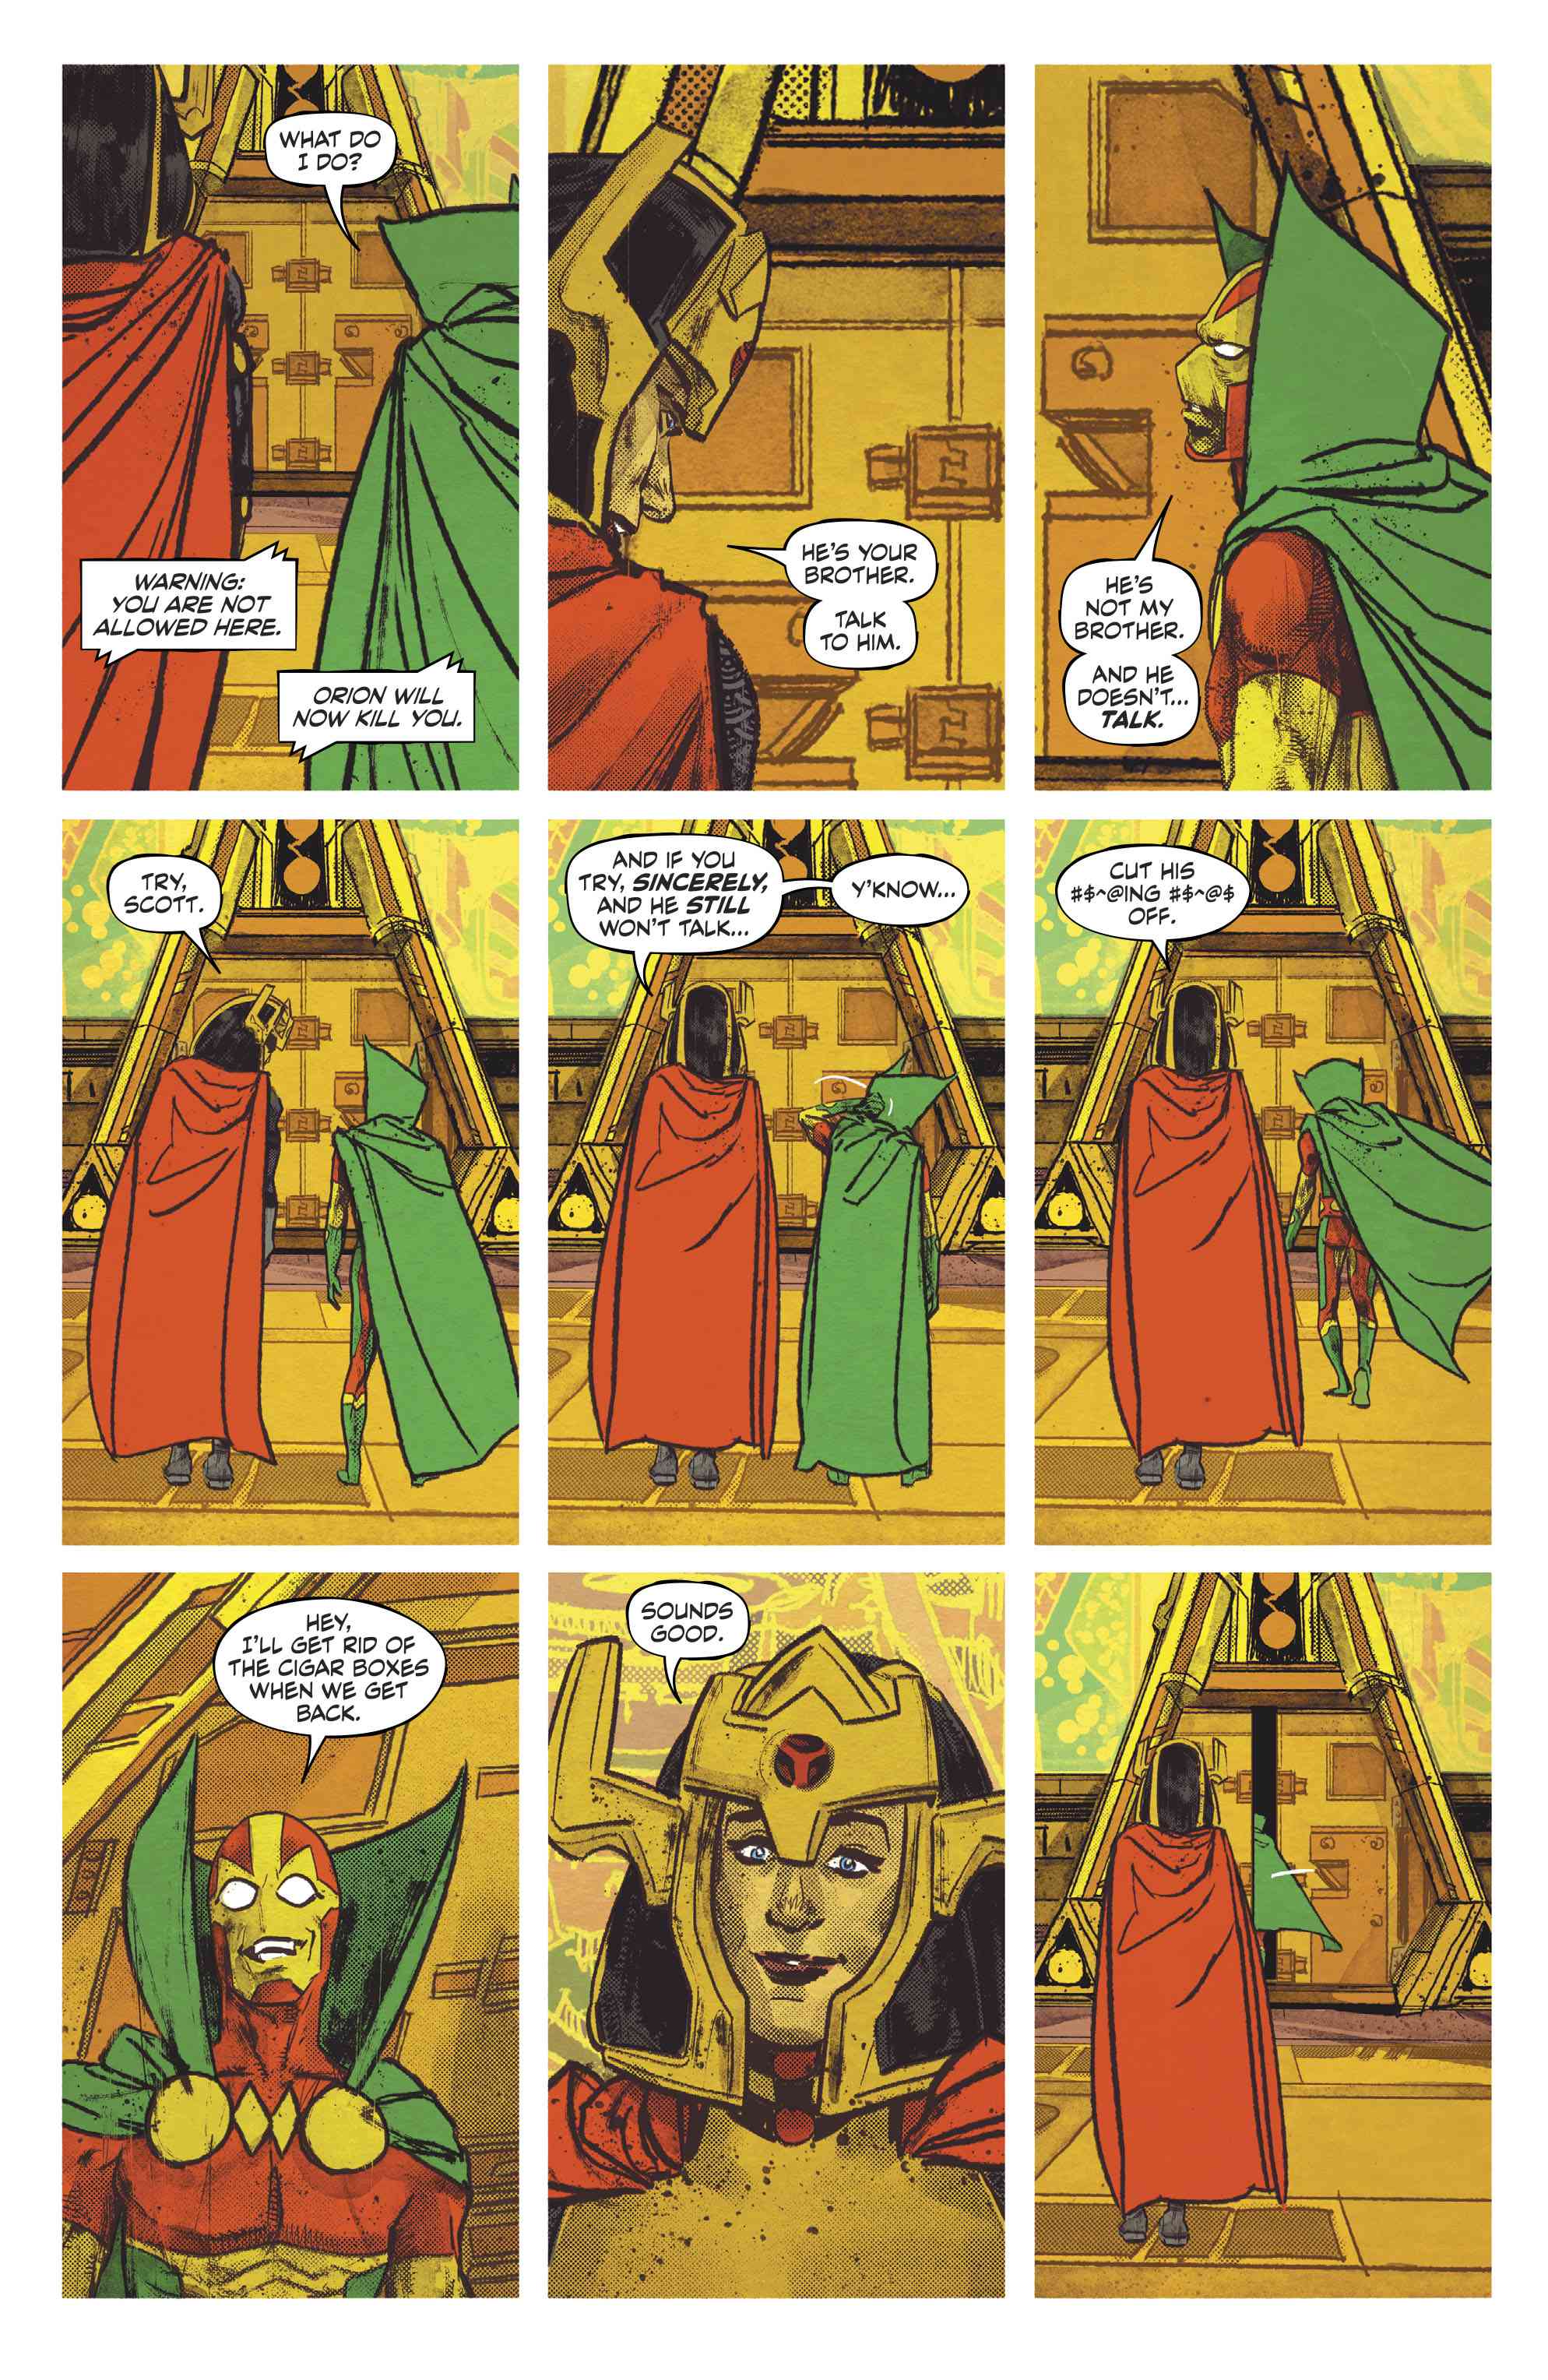 WHAT DO
I DO?
WARNING:
YOU ARE NOT
ALLOWED HERE.
ORION WILL
NOW KILL YOU.
HE'S YOUR
BROTHER.
TALK
TO HIM.
HE'S
NOT MY
BROTHER.
AND HE
DOESN'T...
TALK.
TRY,
SCOTT.
AND IF YOU
TRY, SINCERELY,
AND HE STILL
WON'T TALK...
Y'KNOW...
CUT HIS
#$^@ING #$^@$
OFF.
HEY,
I'LL GET RID OF
THE CIGAR BOXES
WHEN WE GET
BACK.
SOUNDS
GOOD.